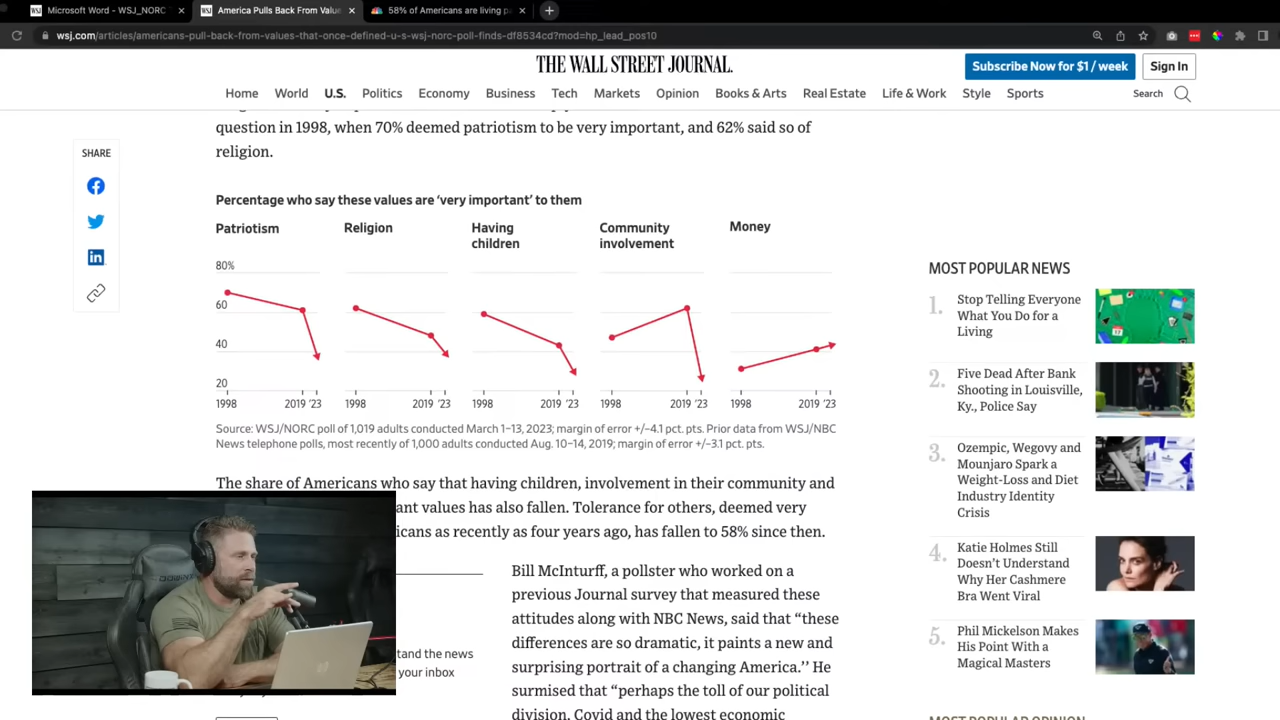 Microsoft Word - WSJ_NORC
America Pulls Back From Value
58% of Americans are living p
wsj.com/articles/americans-pull-back-from-values-that-once-defined-u-s-wsj-norc-poll-finds-df8534cd?mod=hp_lead_pos10
THE WALL STREET JOURNAL.
Subscribe Now for $1 / week
Sign In
Home World U.S. Politics Economy Business Tech Markets Opinion Books & Arts Real Estate Life & Work Style Sports
Search
question in 1998, when 70% deemed patriotism to be very important, and 62% said so of
religion.
SHARE
Percentage who say these values are ‘very important’ to them
Patriotism
Religion
Having
children
Community
involvement
Money
80%
60
40
20
1998 2019 ’23
1998 2019 ’23
1998 2019 ’23
1998 2019 ’23
1998 2019 ’23
Source: WSJ/NORC poll of 1,019 adults conducted March 1–13, 2023; margin of error +/–4.1 pct. pts. Prior data from WSJ/NBC
News telephone polls, most recently of 1,000 adults conducted Aug. 10–14, 2019; margin of error +/–3.1 pct. pts.
The share of Americans who say that having children, involvement in their community and
ant values has also fallen. Tolerance for others, deemed very
icans as recently as four years ago, has fallen to 58% since then.
tand the news
your inbox
Bill McInturff, a pollster who worked on a
previous Journal survey that measured these
attitudes along with NBC News, said that “these
differences are so dramatic, it paints a new and
surprising portrait of a changing America.’’ He
surmised that “perhaps the toll of our political
division, Covid and the lowest economic
MOST POPULAR NEWS
1. Stop Telling Everyone
What You Do for a
Living
2. Five Dead After Bank
Shooting in Louisville,
Ky., Police Say
3. Ozempic, Wegovy and
Mounjaro Spark a
Weight-Loss and Diet
Industry Identity
Crisis
4. Katie Holmes Still
Doesn’t Understand
Why Her Cashmere
Bra Went Viral
5. Phil Mickelson Makes
His Point With a
Magical Masters
MOST POPULAR OPINION